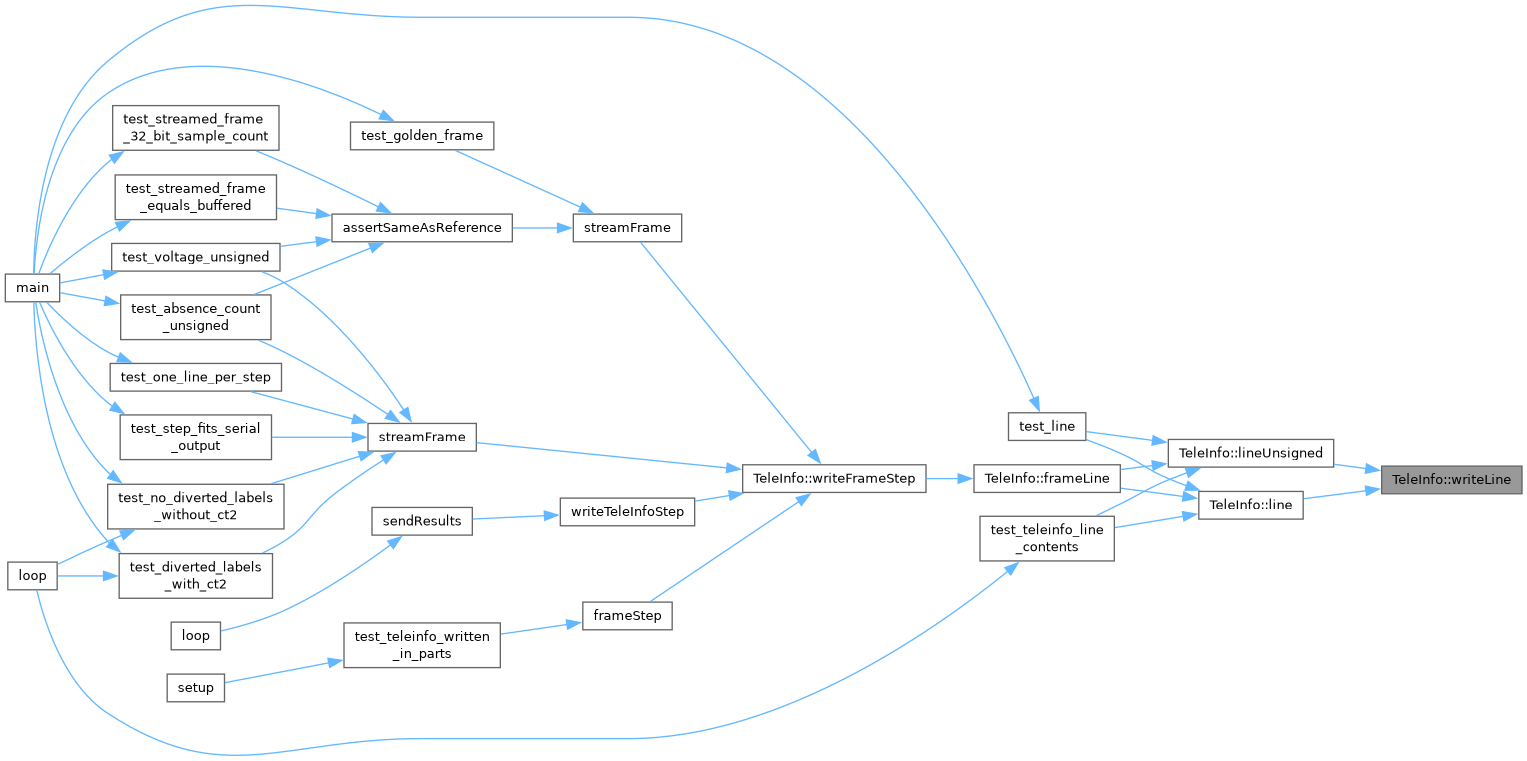 test_streamed_frame
_32_bit_sample_count
test_golden_frame
test_streamed_frame
_equals_buffered
assertSameAsReference
streamFrame
test_voltage_unsigned
main
test_absence_count
_unsigned
test_one_line_per_step
test_step_fits_serial
_output
streamFrame
test_line
TeleInfo::lineUnsigned
TeleInfo::writeLine
TeleInfo::writeFrameStep
TeleInfo::frameLine
TeleInfo::line
test_no_diverted_labels
_without_ct2
sendResults
writeTeleInfoStep
test_teleinfo_line
_contents
loop
test_diverted_labels
_with_ct2
loop
test_teleinfo_written
_in_parts
frameStep
setup